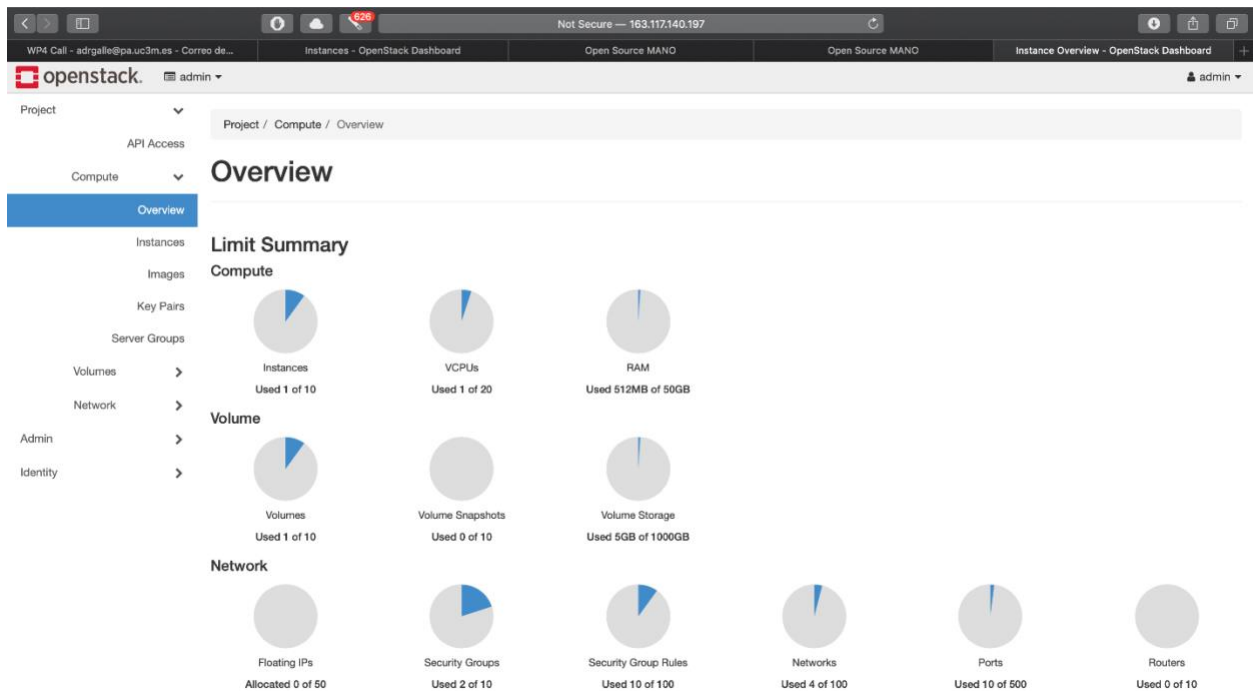 626
Not Secure — 163.117.140.197
WP4 Call - adrgalle@pa.uc3m.es - Correo de...
Instances - OpenStack Dashboard
Open Source MANO
Open Source MANO
Instance Overview - OpenStack Dashboard
openstack. admin
admin
Project
API Access
Compute
Overview
Instances
Images
Key Pairs
Server Groups
Volumes
Network
Admin
Identity
Project / Compute / Overview
Overview
Limit Summary
Compute
Instances
Used 1 of 10
VCPUs
Used 1 of 20
RAM
Used 512MB of 50GB
Volume
Volumes
Used 1 of 10
Volume Snapshots
Used 0 of 10
Volume Storage
Used 5GB of 1000GB
Network
Floating IPs
Allocated 0 of 50
Security Groups
Used 2 of 10
Security Group Rules
Used 10 of 100
Networks
Used 4 of 100
Ports
Used 10 of 500
Routers
Used 0 of 10